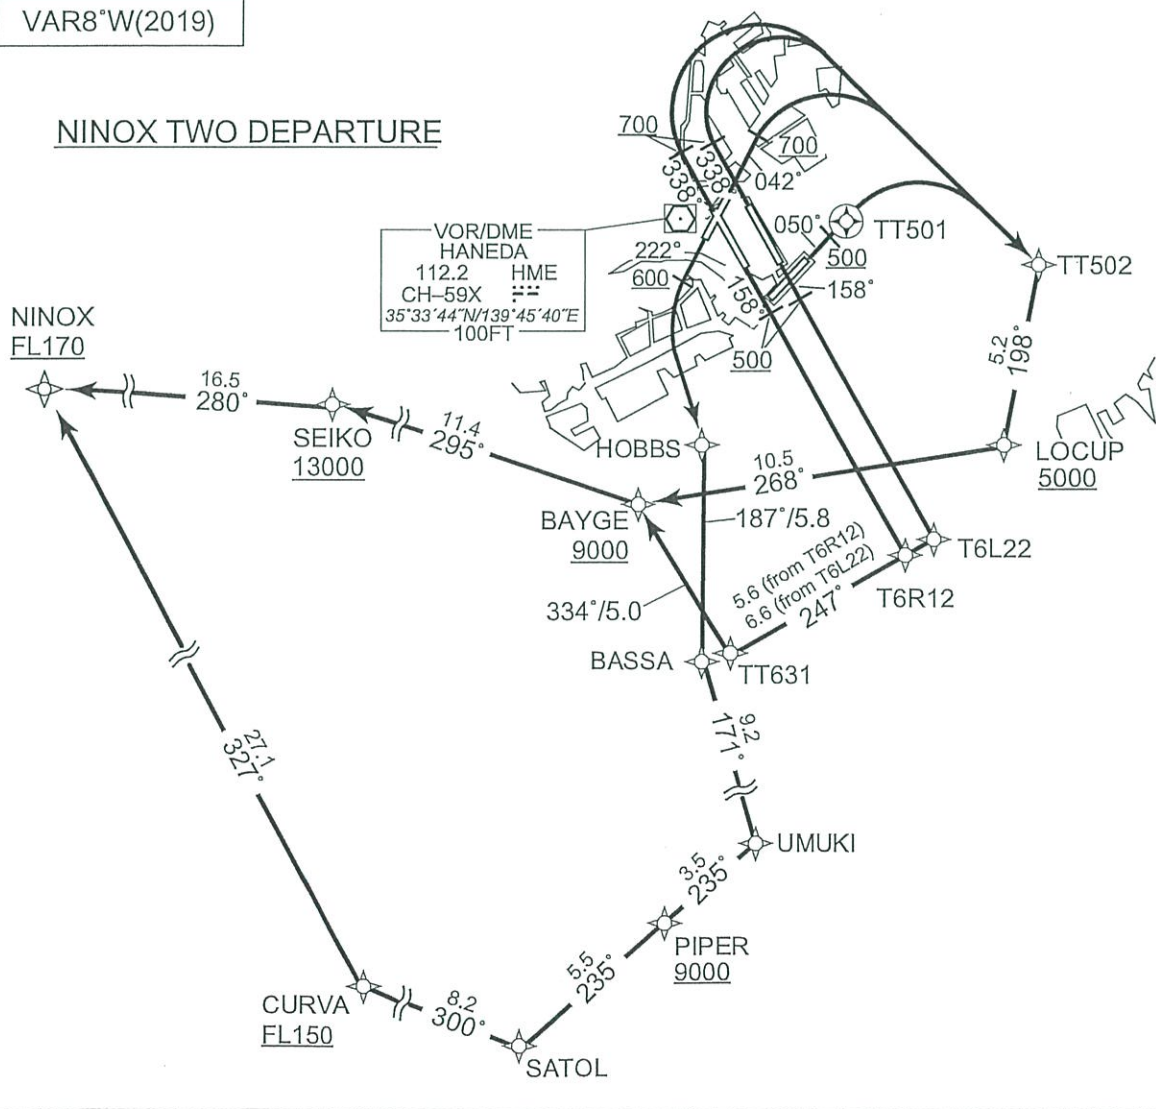 VAR8°W(2019)
NINOX TWO DEPARTURE
700
700
338°
338°
042°
VOR/DME
HANEDA
112.2 HME
CH–59X
35°33′44″N/139°45′40″E
100FT
222°
600
050°
TT501
500
TT502
158°
158°
500
NINOX
FL170
16.5
280°
SEIKO
13000
11.4
295°
HOBBS
5.2
198°
LOCUP
5000
10.5
268°
BAYGE
9000
187°/5.8
T6L22
T6R12
5.6 (from T6R12)
6.6 (from T6L22)
247°
334°/5.0
BASSA
TT631
9.2
171°
27.1
327°
UMUKI
3.5
235°
PIPER
9000
5.5
235°
CURVA
FL150
8.2
300°
SATOL